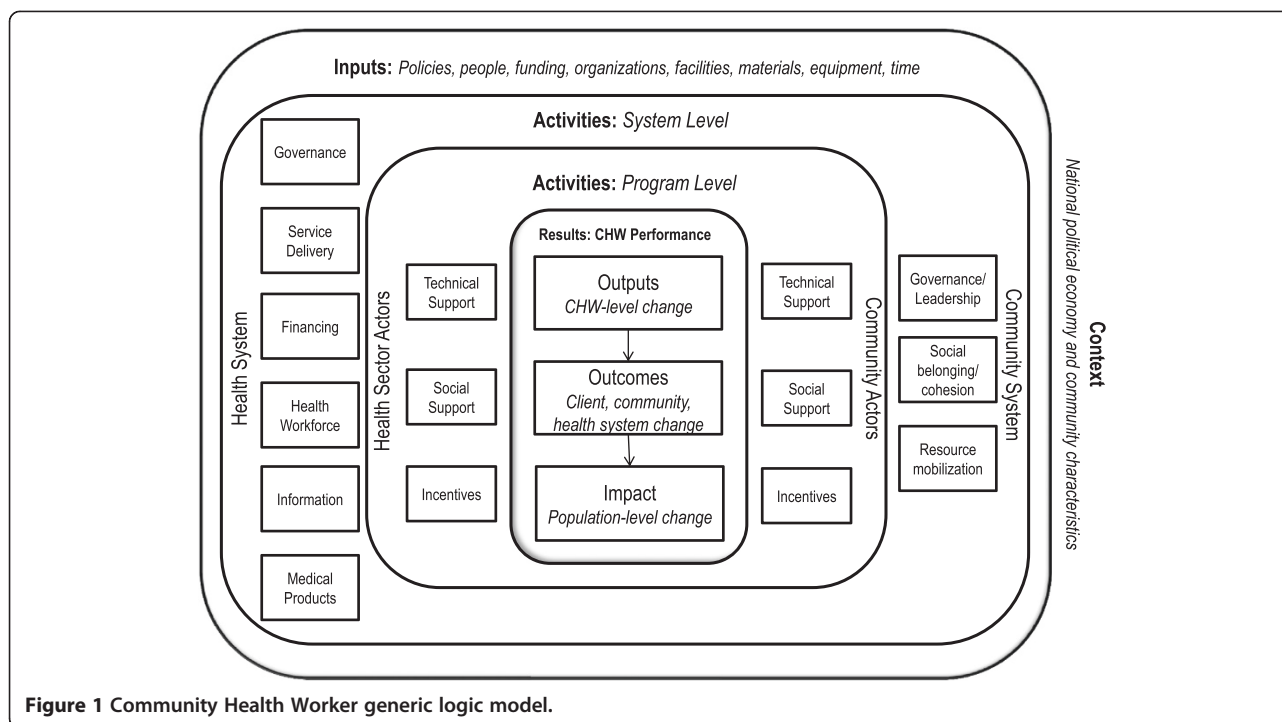 Inputs: Policies, people, funding, organizations, facilities, materials, equipment, time
Activities: System Level
Activities: Program Level
Results: CHW Performance
Health System
Governance
Service
Delivery
Financing
Health
Workforce
Information
Medical
Products
Health Sector Actors
Technical
Support
Social
Support
Incentives
Outputs
CHW-level change
Outcomes
Client, community,
health system change
Impact
Population-level change
Technical
Support
Social
Support
Incentives
Community Actors
Governance/
Leadership
Social
belonging/
cohesion
Resource
mobilization
Community System
Context
National political economy and community characteristics
Figure 1 Community Health Worker generic logic model.